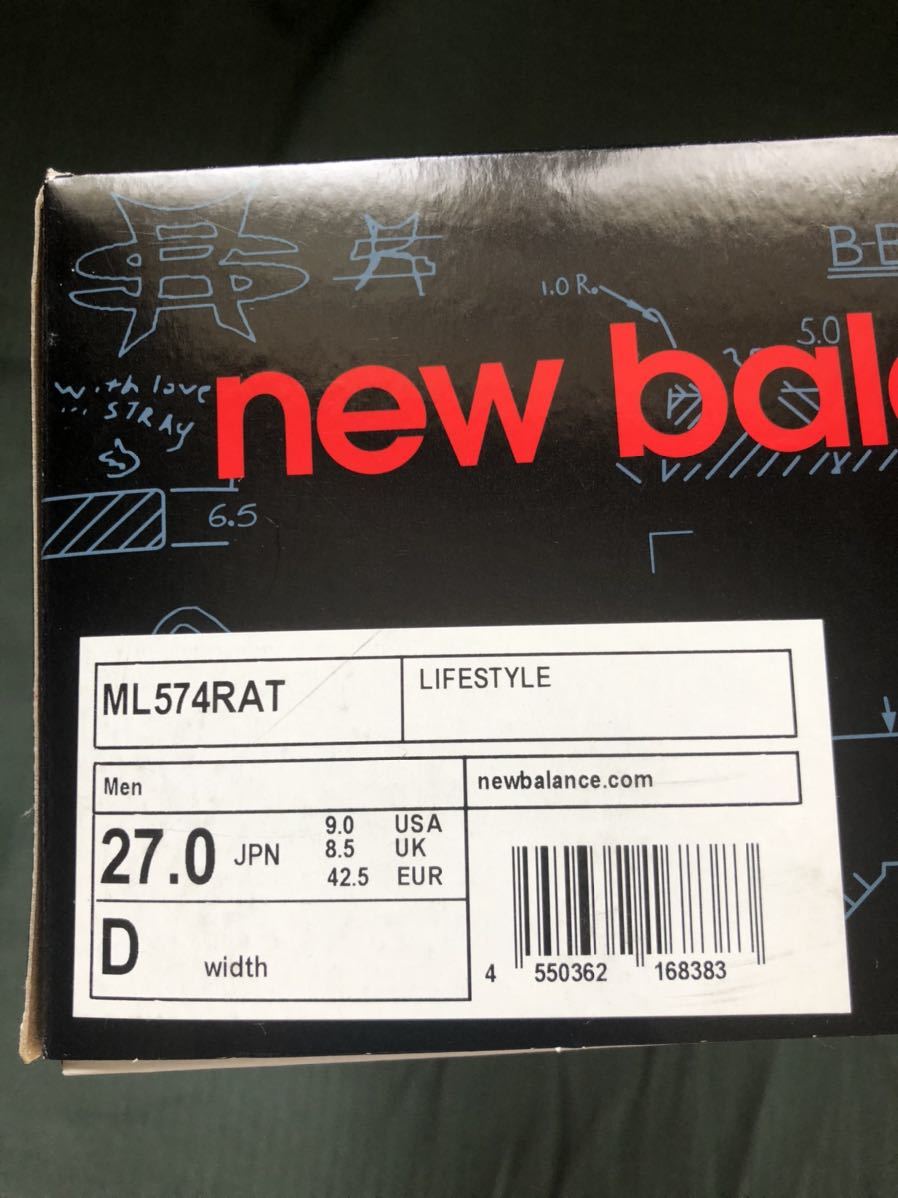 B-B
1.0 R.
5.0
new bal
with love
... STRAY
6.5
ML574RAT
LIFESTYLE
Men
newbalance.com
27.0 JPN
9.0 USA
8.5 UK
42.5 EUR
D width
4 550362 168383